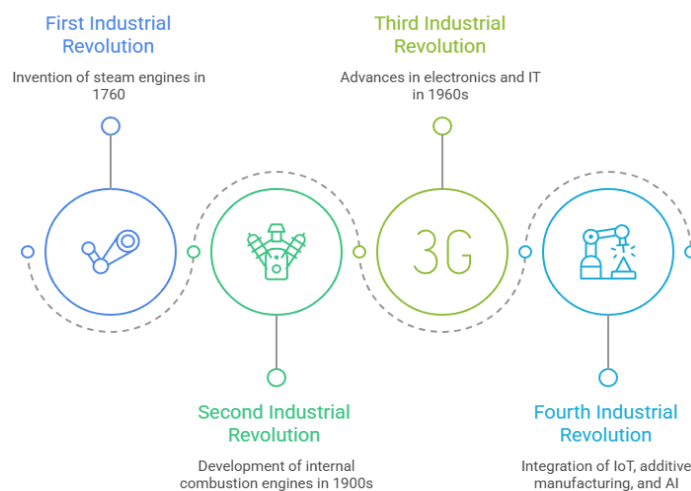 First Industrial
Revolution
Invention of steam engines in
1760
Third Industrial
Revolution
Advances in electronics and IT
in 1960s
3G
Second Industrial
Revolution
Development of internal
combustion engines in 1900s
Fourth Industrial
Revolution
Integration of IoT, additive
manufacturing, and AI